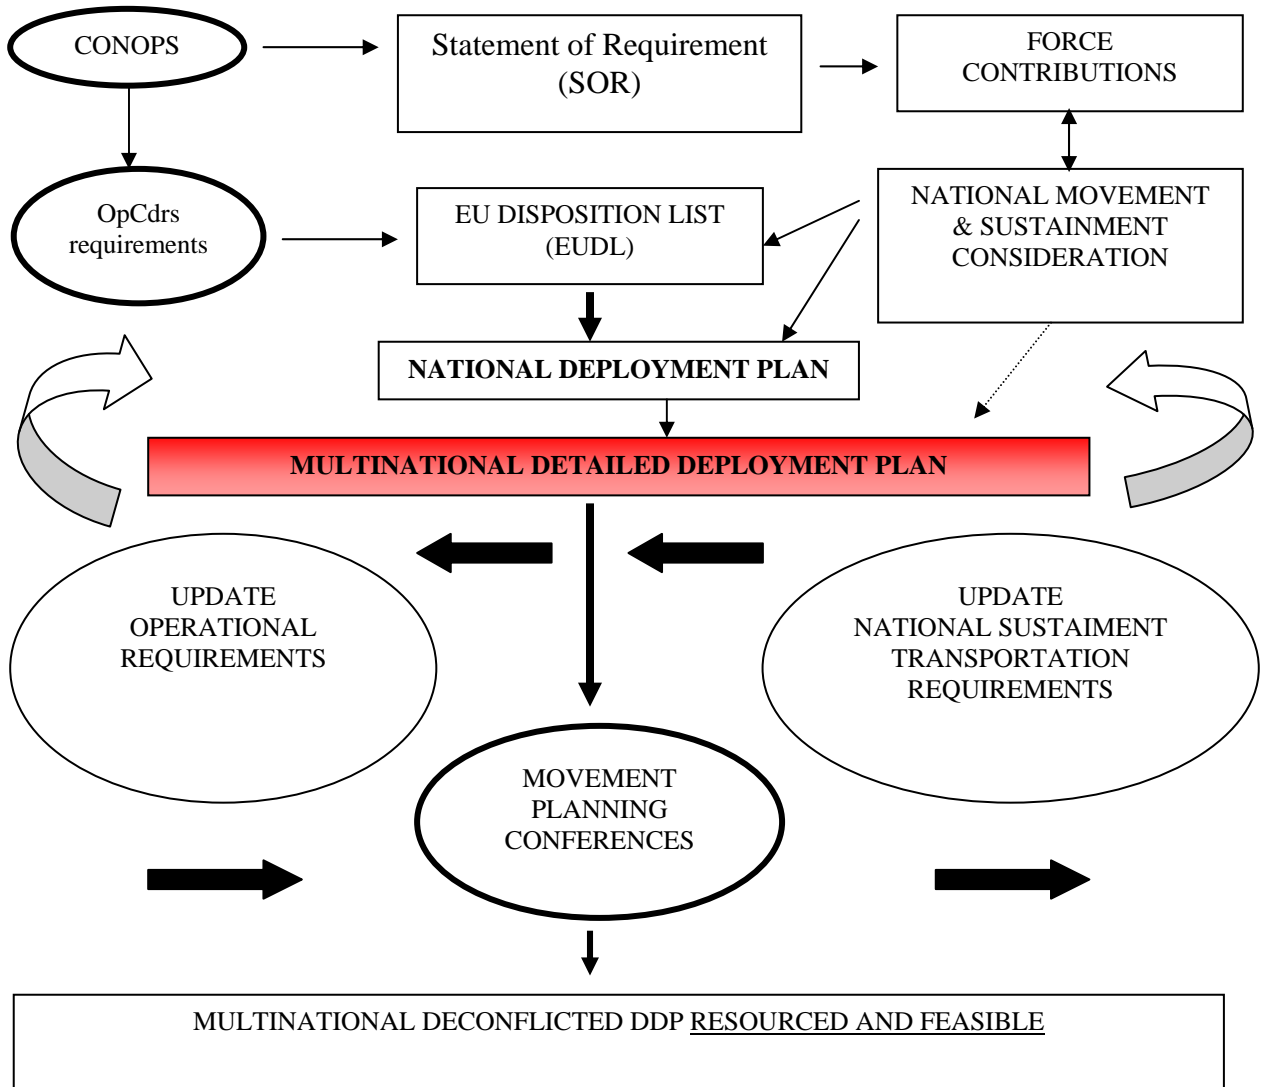 CONOPS
Statement of Requirement
(SOR)
FORCE
CONTRIBUTIONS
OpCdrs
requirements
EU DISPOSITION LIST
(EUDL)
NATIONAL MOVEMENT
& SUSTAINMENT
CONSIDERATION
NATIONAL DEPLOYMENT PLAN
MULTINATIONAL DETAILED DEPLOYMENT PLAN
UPDATE
OPERATIONAL
REQUIREMENTS
UPDATE
NATIONAL SUSTAIMENT
TRANSPORTATION
REQUIREMENTS
MOVEMENT
PLANNING
CONFERENCES
MULTINATIONAL DECONFLICTED DDP RESOURCED AND FEASIBLE